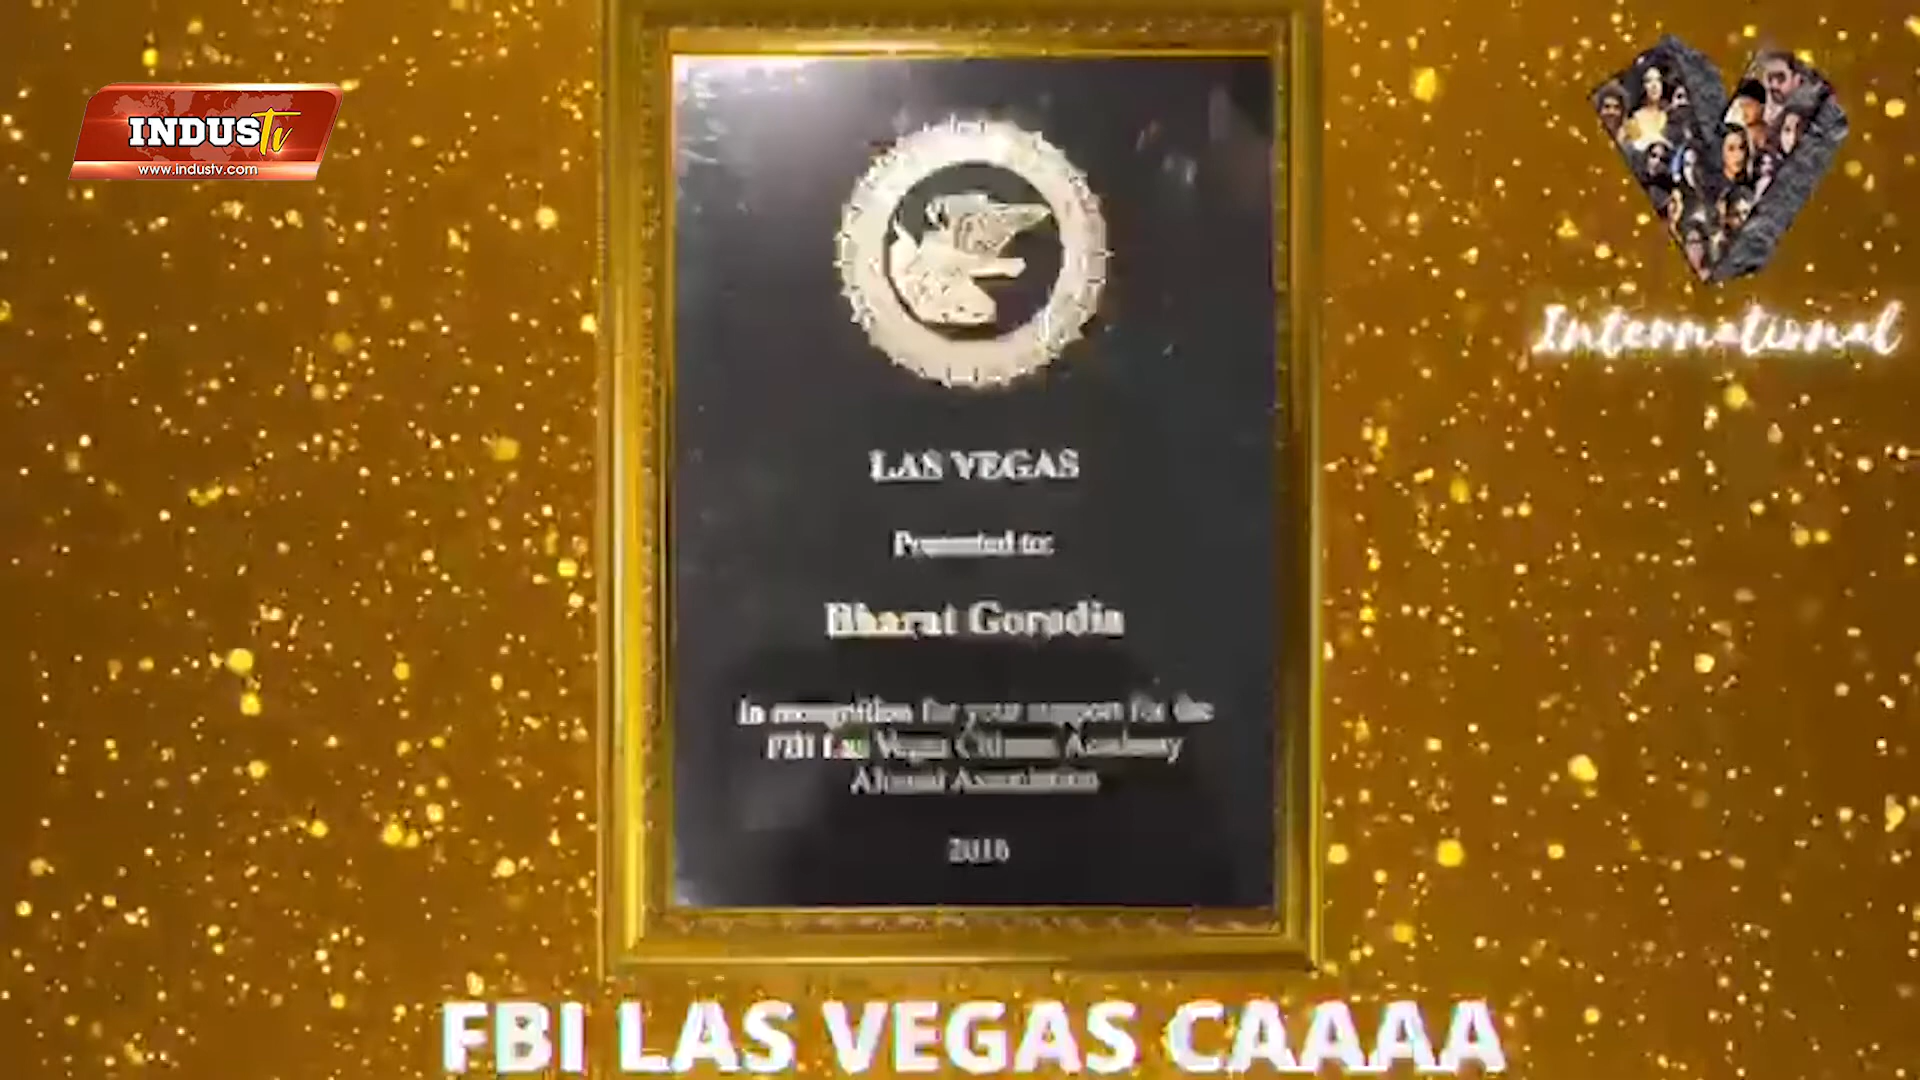 INDUSTv
www.industv.com
International
LAS VEGAS
Presented to:
Bharat Gorodia
in recognition for your support for the
FBI Las Vegas Citizens Academy
Alumni Association
FBI LAS VEGAS CAAAA